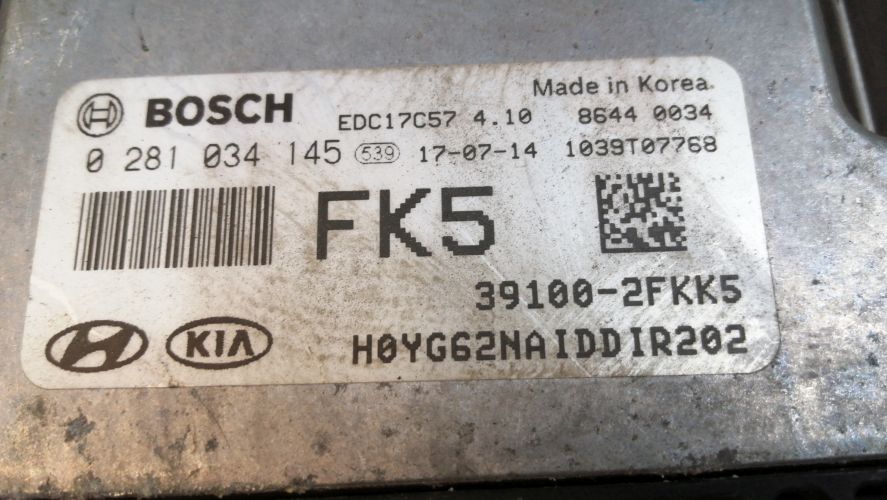 Made in Korea
BOSCH EDC17C57 4.10 8644 0034
0 281 034 145 539 17-07-14 1039T07768
FK5
39100-2FKK5
KIA H0YG62NAIDDIR202